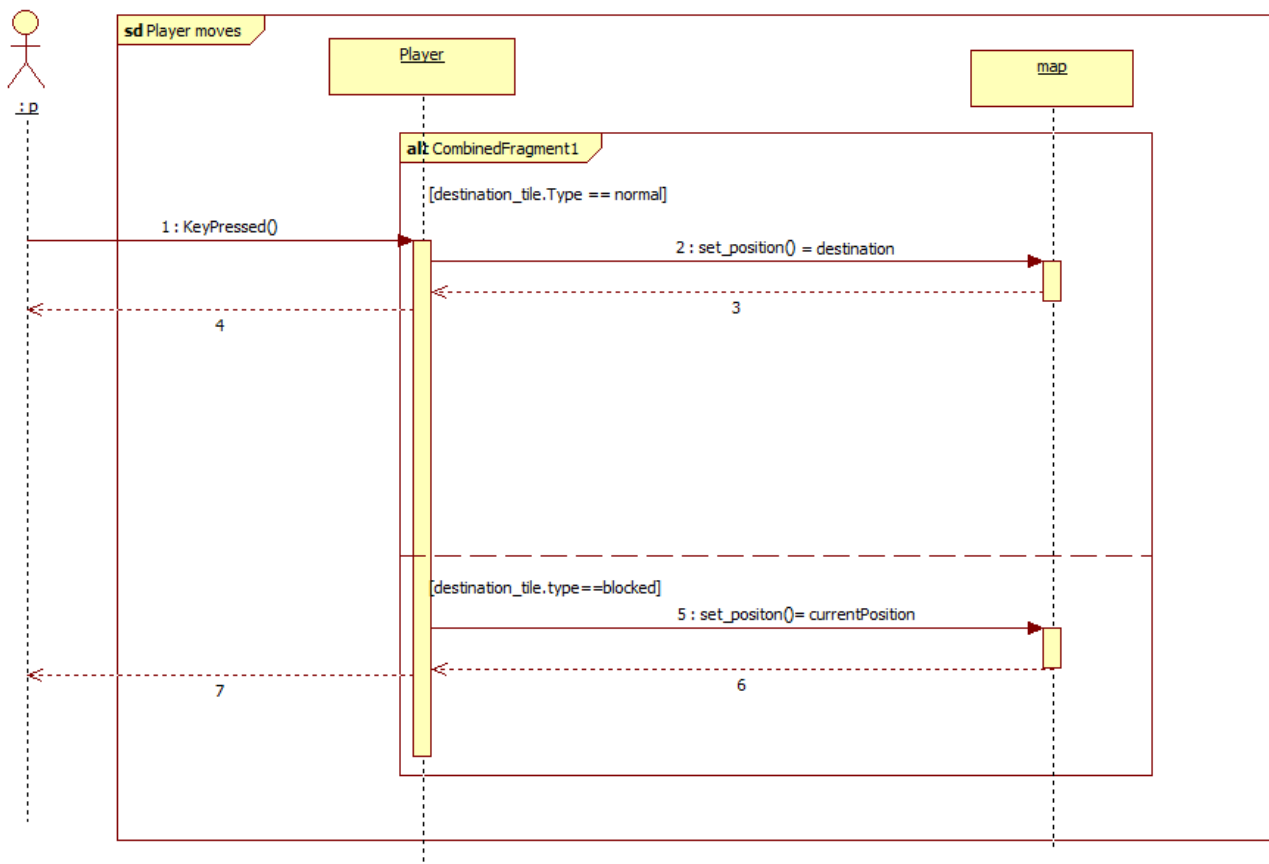 sd Player moves
Player
map
: p
alt CombinedFragment1
[destination_tile.Type == normal]
1 : KeyPressed()
2 : set_position() = destination
3
4
[destination_tile.type==blocked]
5 : set_positon()= currentPosition
6
7